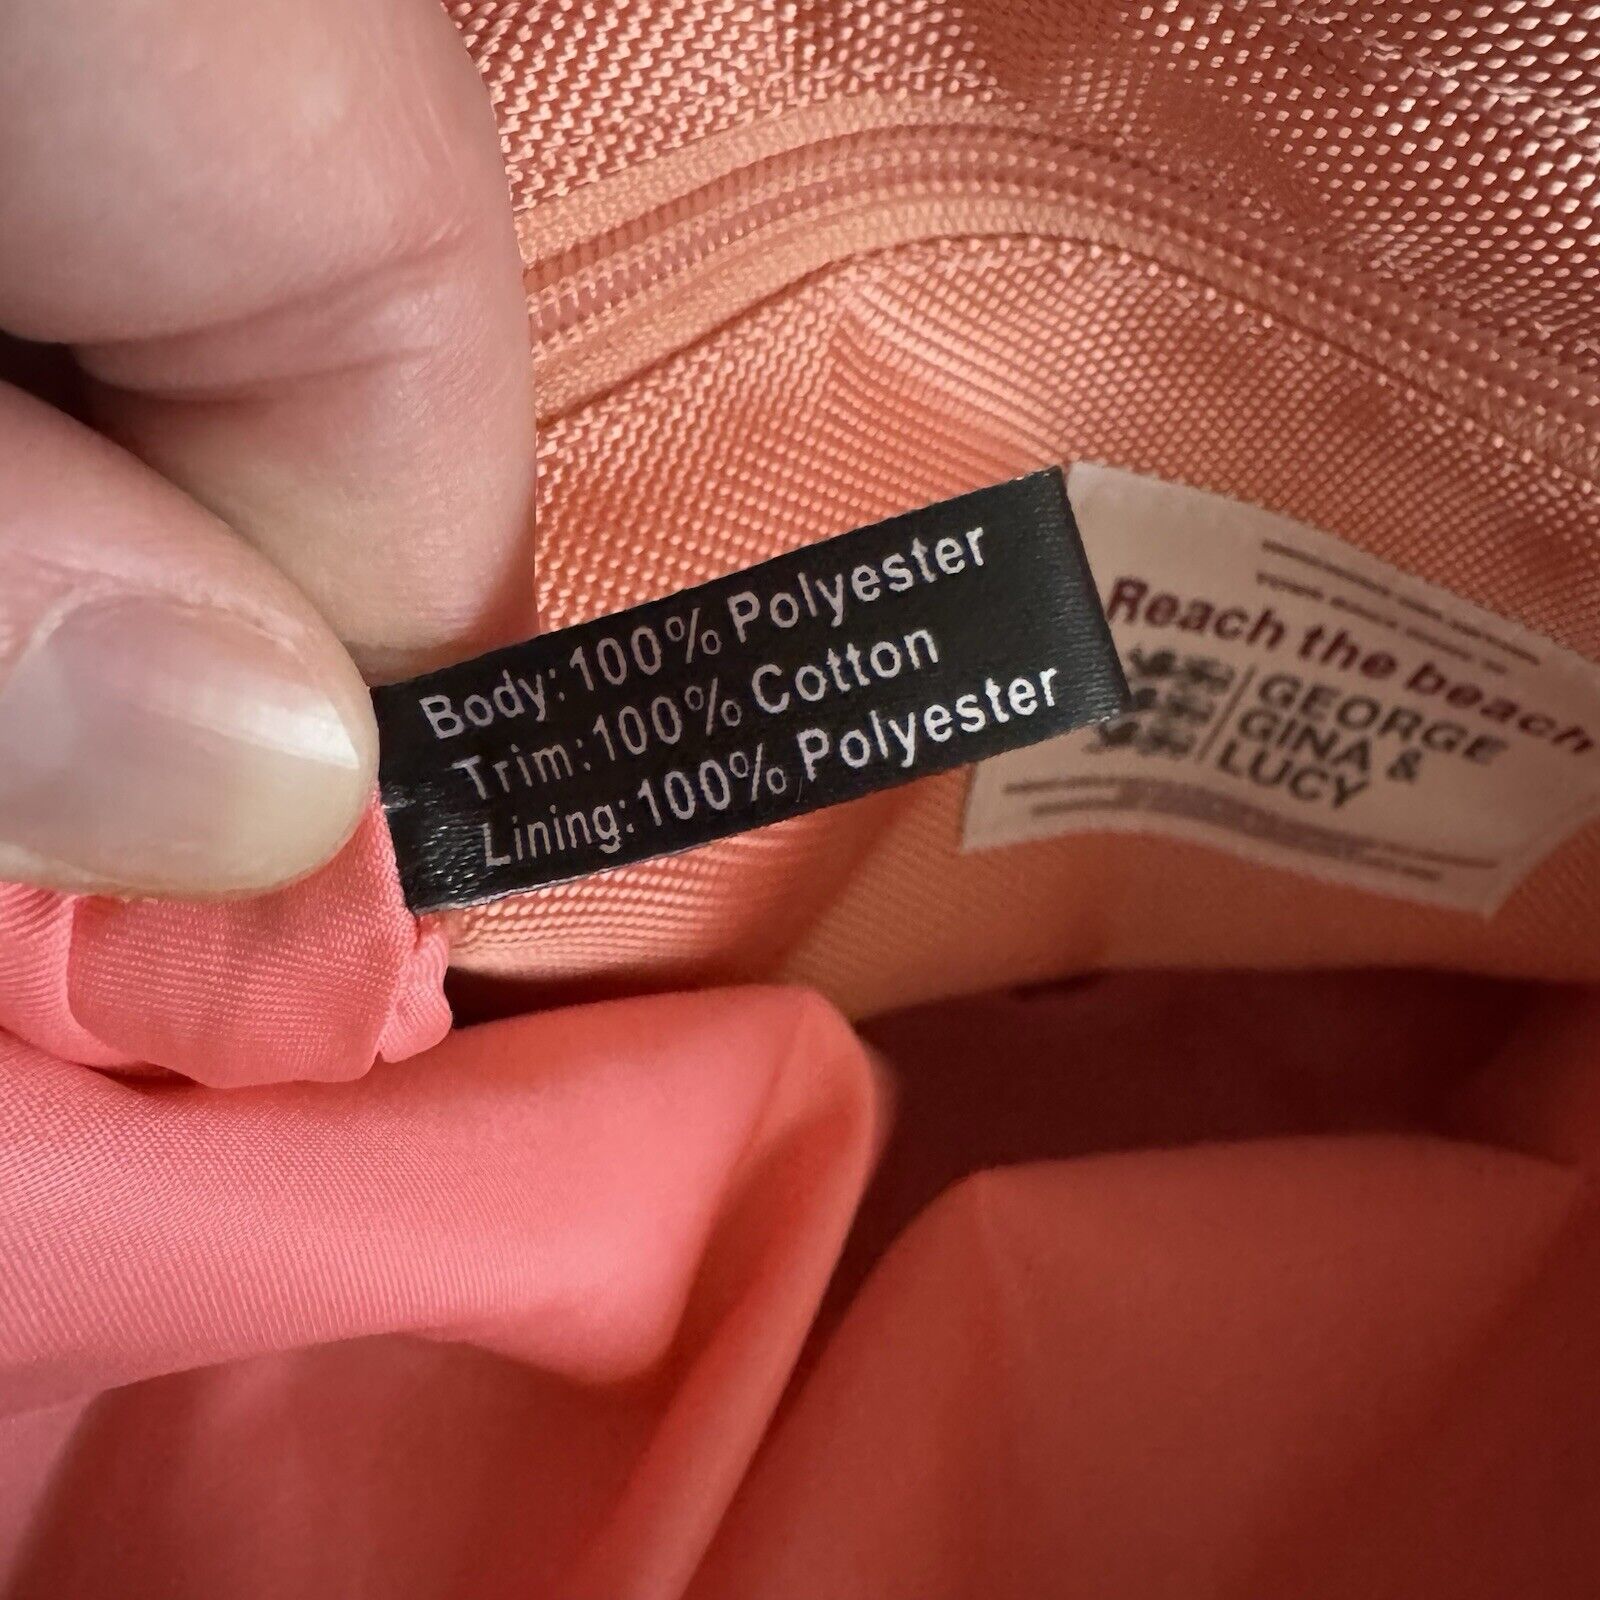 Body:100% Polyester
Trim:100% Cotton
Lining:100% Polyester
Reach the beach
GEORGE
GINA &
LUCY